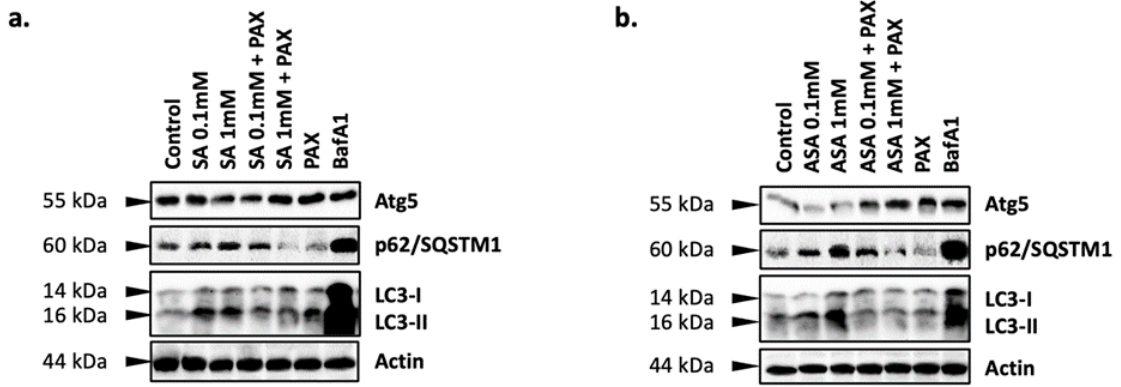 a.
Control
SA 0.1mM
SA 1mM
SA 0.1mM + PAX
SA 1mM + PAX
PAX
BafA1
55 kDa Atg5
60 kDa p62/SQSTM1
14 kDa LC3-I
16 kDa LC3-II
44 kDa Actin
b.
Control
ASA 0.1mM
ASA 1mM
ASA 0.1mM + PAX
ASA 1mM + PAX
PAX
BafA1
55 kDa Atg5
60 kDa p62/SQSTM1
14 kDa LC3-I
16 kDa LC3-II
44 kDa Actin